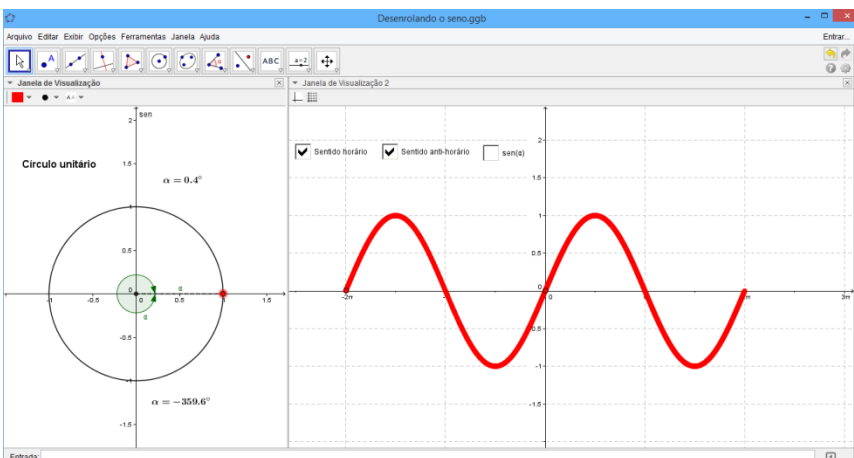 Desenrolando o seno.ggb
Arquivo Editar Exibir Opções Ferramentas Janela Ajuda
Entrar...
ABC
a=2
Janela de Visualização
Janela de Visualização 2
sen
2
Círculo unitário
1.5
α = 0.4°
1
0.5
0
-1
-0.5
0
0.5
1
1.5
α
α
-0.5
-1
α = −359.6°
-1.5
Sentido horário
Sentido anti-horário
sen(α)
2
1.5
1
0.5
0
-2π
-π
0
π
3π
-0.5
-1
-1.5
Entrada: